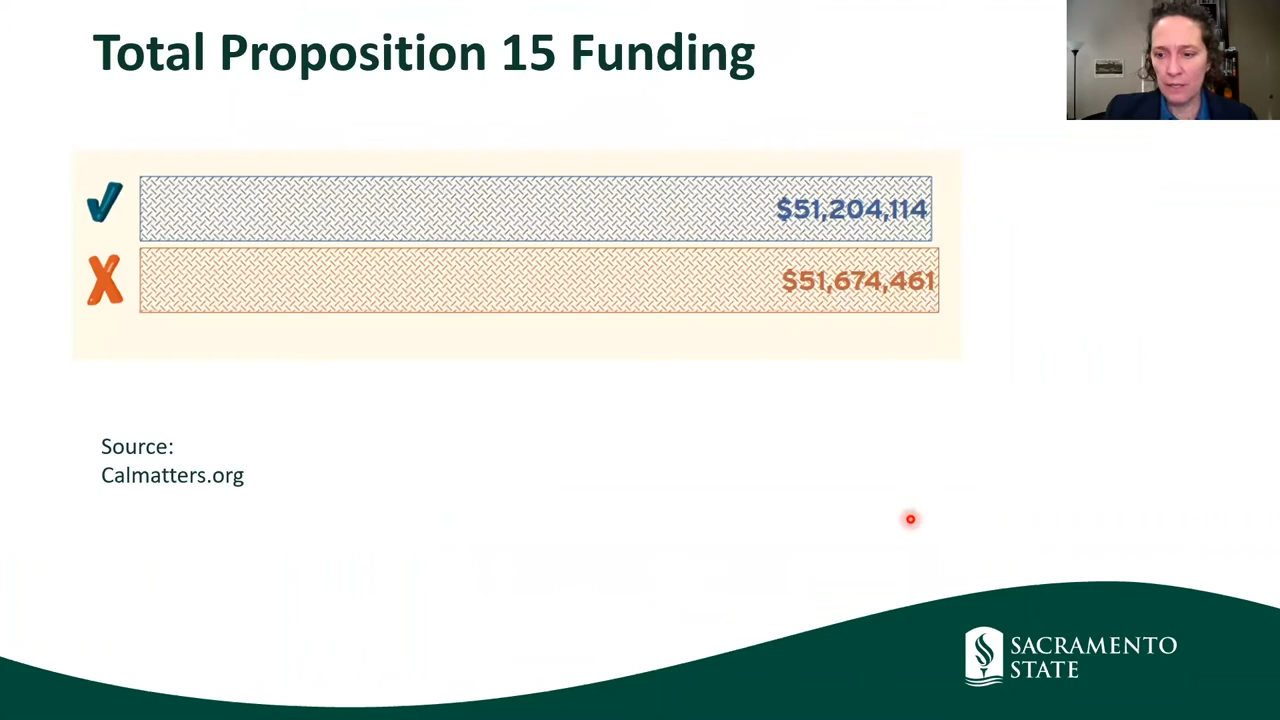 Total Proposition 15 Funding
$51,204,114
$51,674,461
Source:
Calmatters.org
SACRAMENTO
STATE